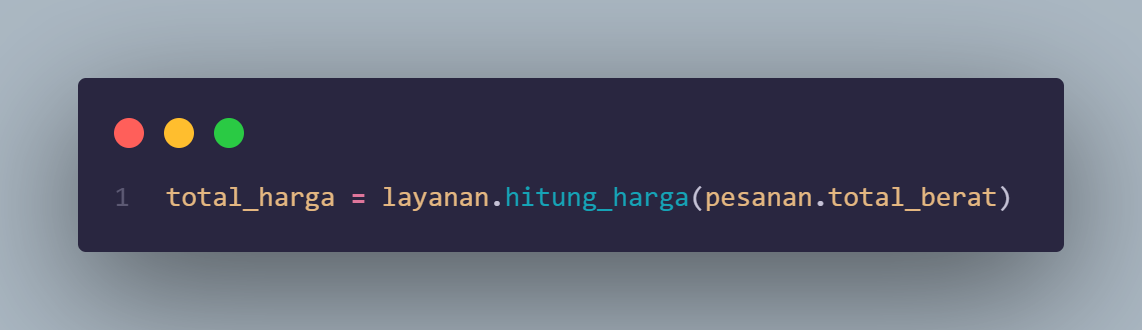 1 total_harga = layanan.hitung_harga(pesanan.total_berat)